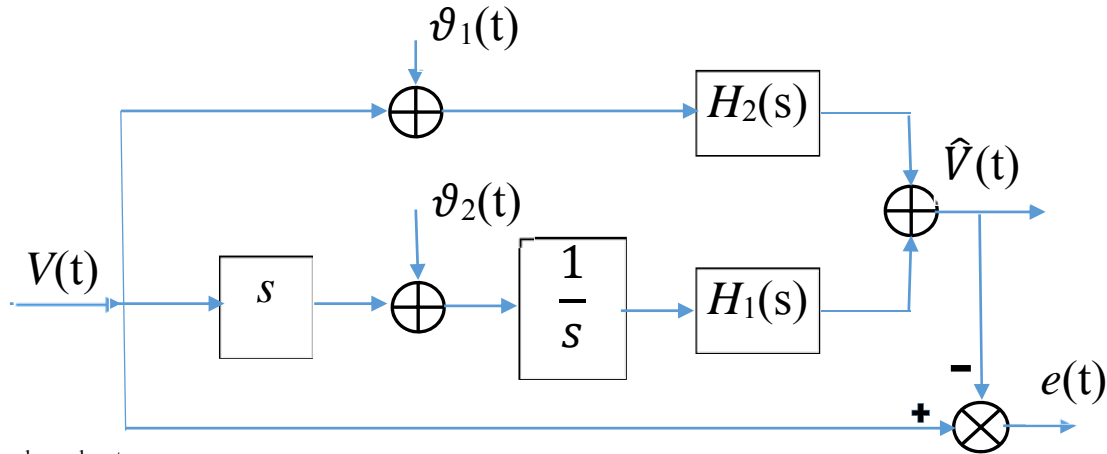 ϑ1(t)
H2(s)
V̂(t)
ϑ2(t)
V(t)
s
1
s
H1(s)
-
+
e(t)